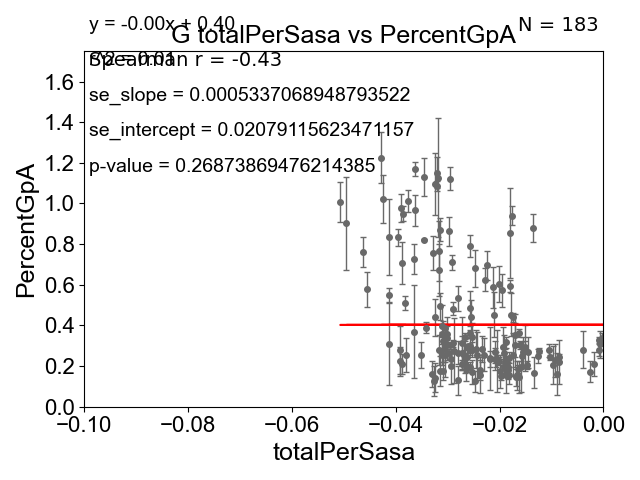 y = -0.00x + 0.40
N = 183
G totalPerSasa vs PercentGpA
Spearman r = -0.43
se_slope = 0.0005337068948793522
se_intercept = 0.02079115623471157
p-value = 0.26873869476214385
PercentGpA
1.6
1.4
1.2
1.0
0.8
0.6
0.4
0.2
0.0
−0.10 −0.08 −0.06 −0.04 −0.02 0.00
totalPerSasa